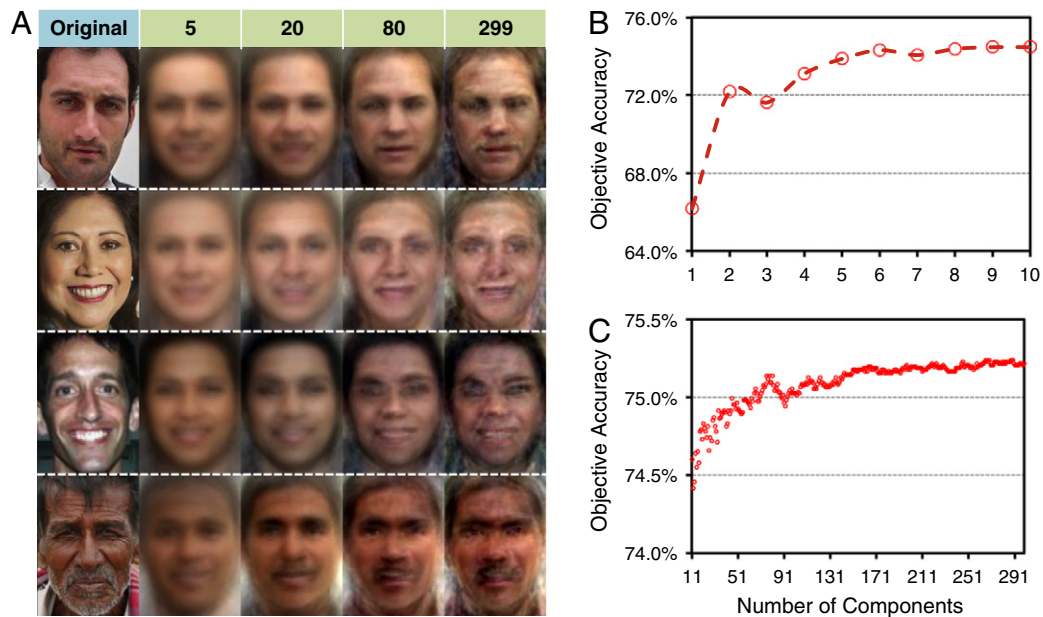 A
Original 5 20 80 299
B
76.0%
72.0%
68.0%
64.0%
Objective Accuracy
1 2 3 4 5 6 7 8 9 10
C
75.5%
75.0%
74.5%
74.0%
Objective Accuracy
11 51 91 131 171 211 251 291
Number of Components